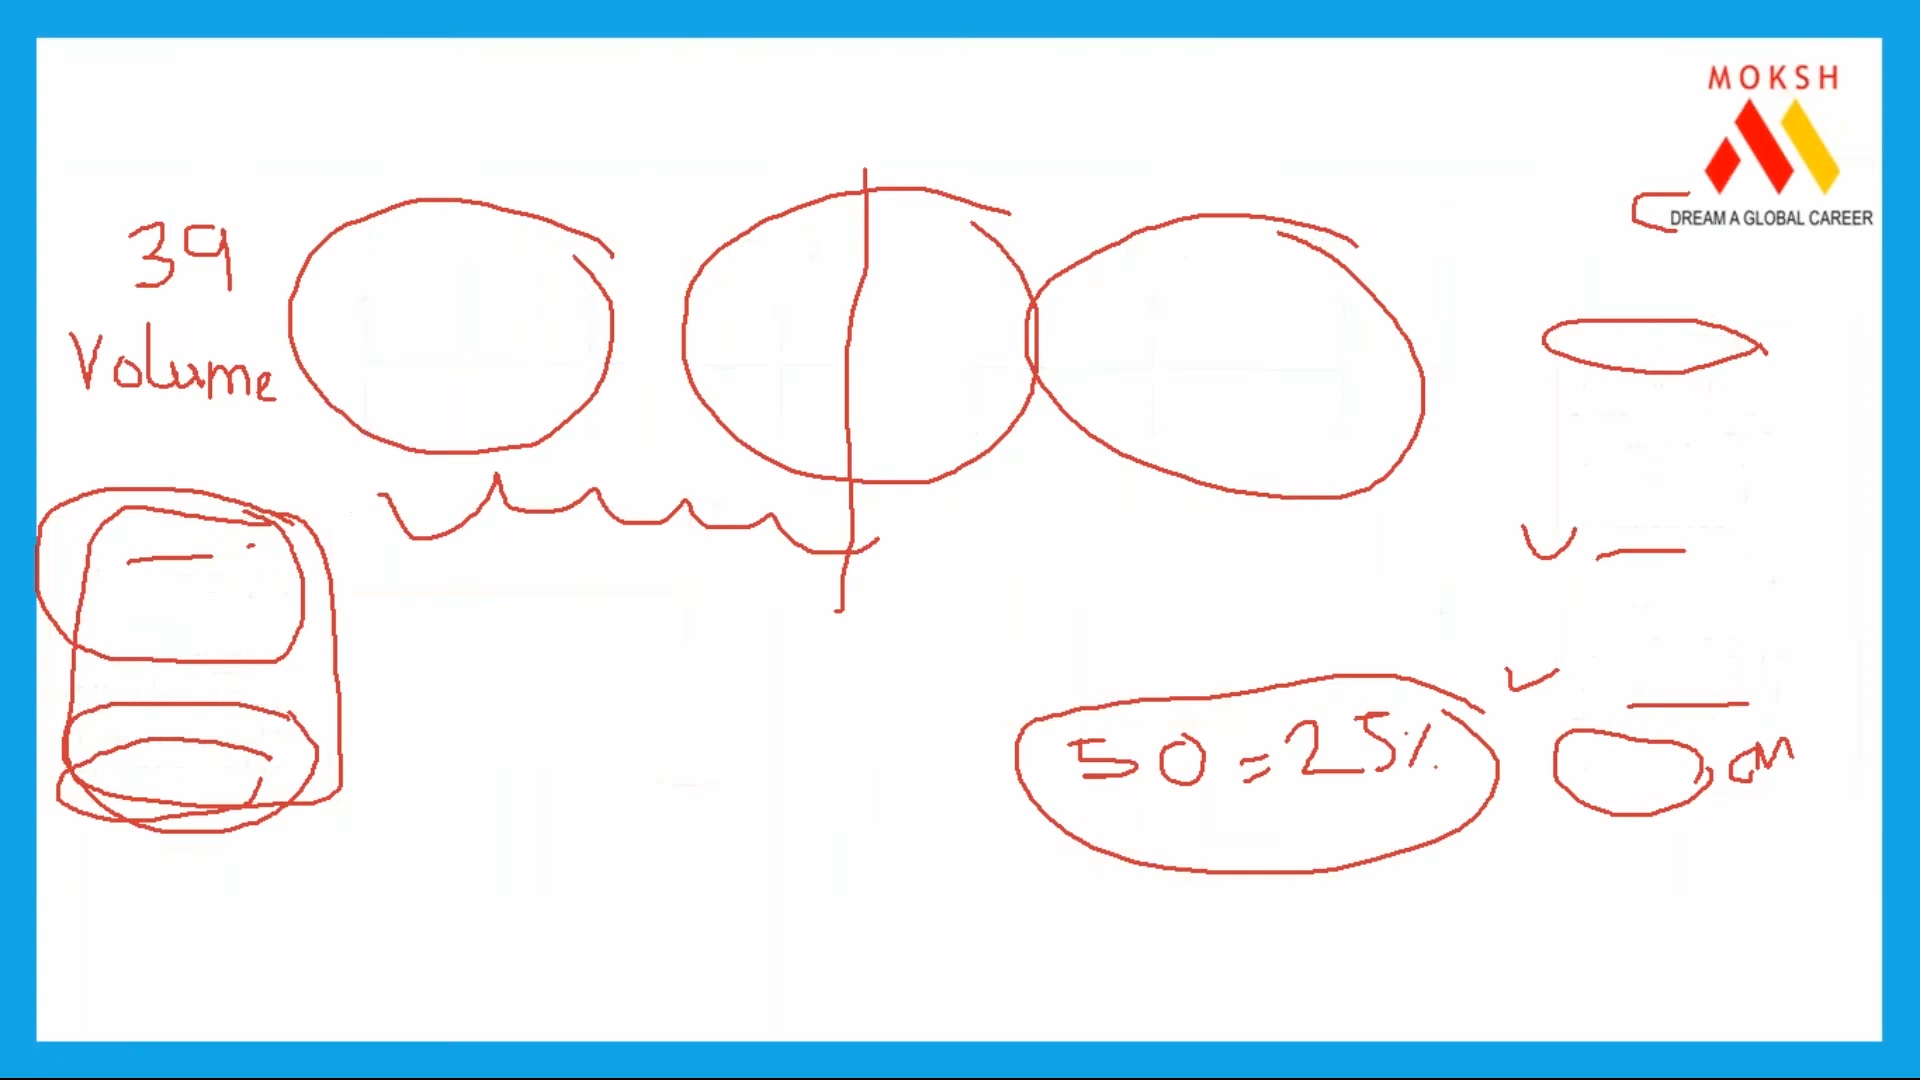 MOKSH
DREAM A GLOBAL CAREER
39
Volume
50 = 25%
cm